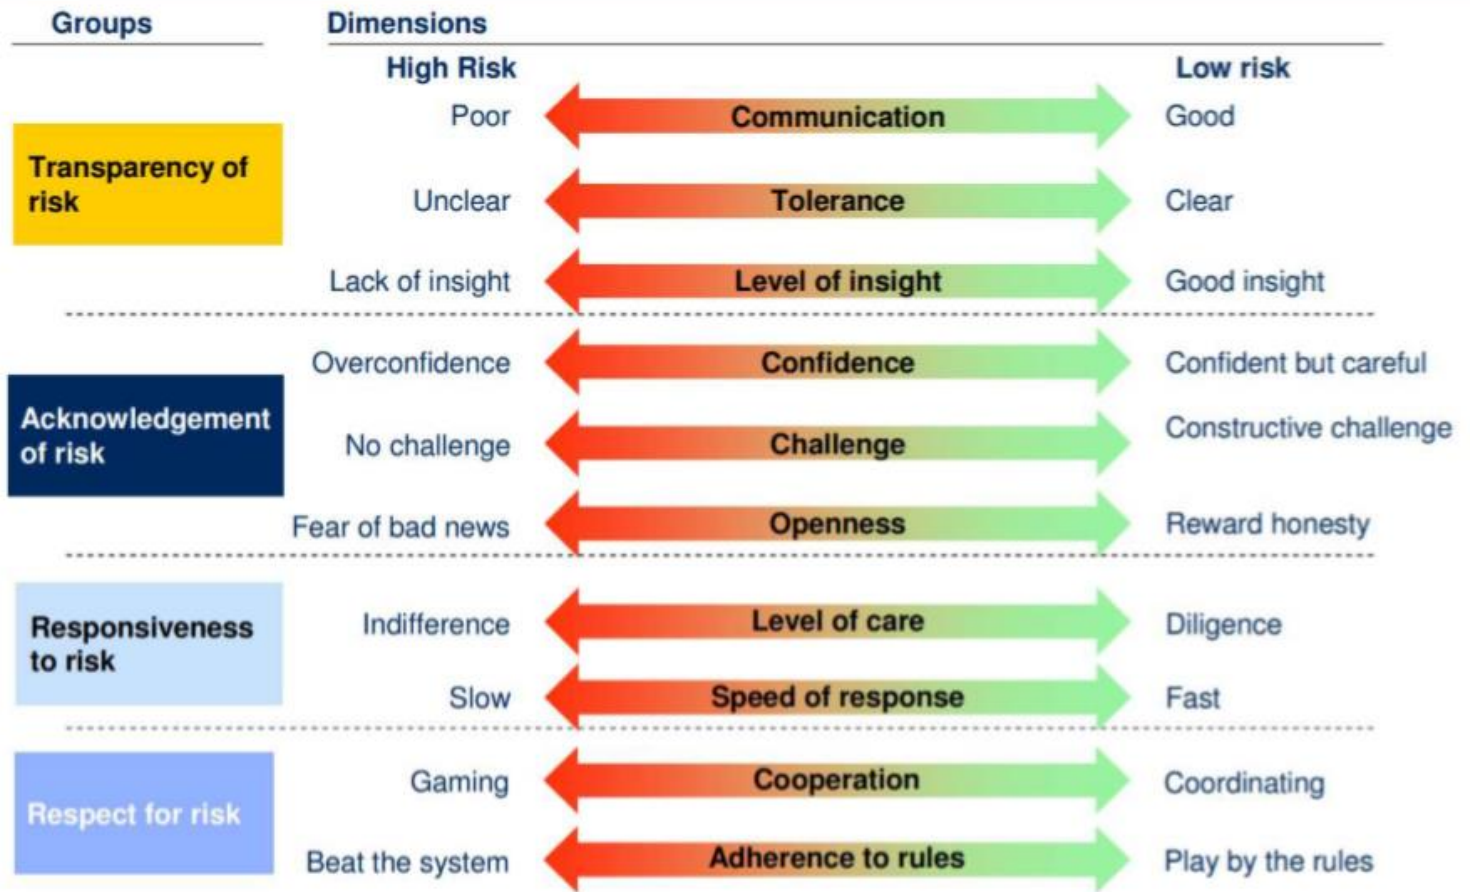 Groups
Dimensions
High Risk
Low risk
Poor
Communication
Good
Transparency of
risk
Unclear
Tolerance
Clear
Lack of insight
Level of insight
Good insight
Overconfidence
Confidence
Confident but careful
Acknowledgement
of risk
No challenge
Challenge
Constructive challenge
Fear of bad news
Openness
Reward honesty
Responsiveness
to risk
Indifference
Level of care
Diligence
Slow
Speed of response
Fast
Respect for risk
Gaming
Cooperation
Coordinating
Beat the system
Adherence to rules
Play by the rules